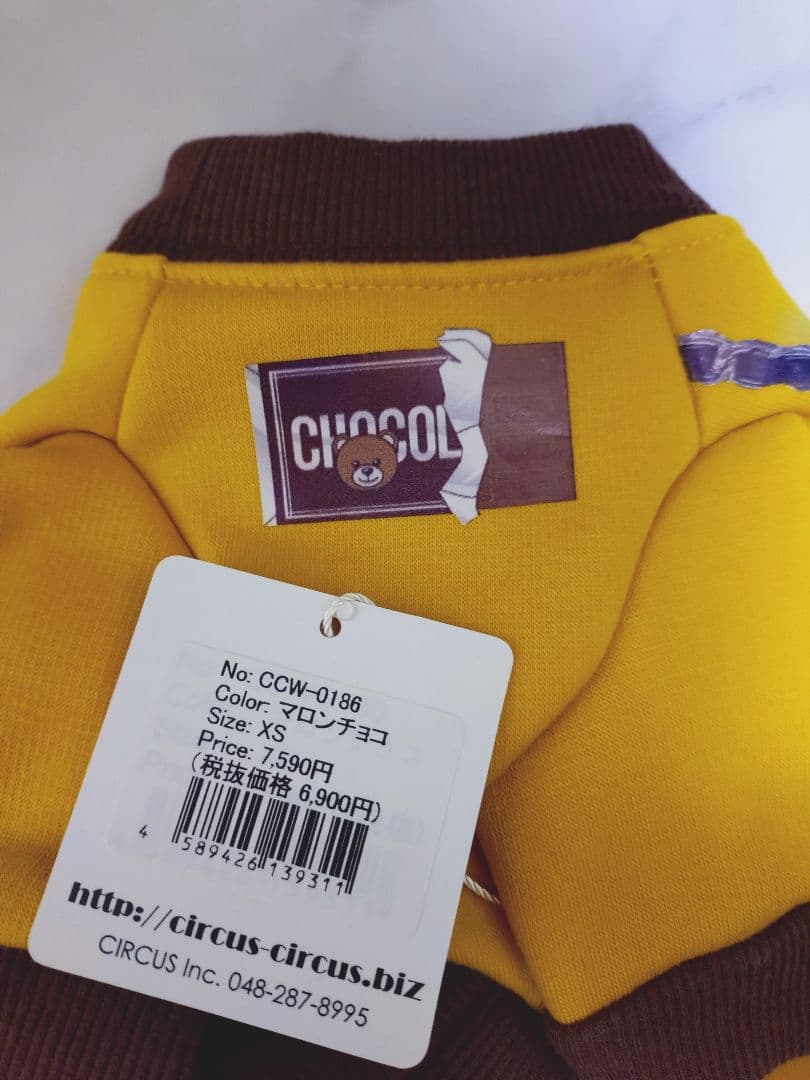 CHOCOL
No: CCW-0186
Color: マロンチョコ
Size: XS
Price: 7,590円
(税抜価格 6,900円)
4 589426 139311
http://circus-circus.biz
CIRCUS Inc. 048-287-8995